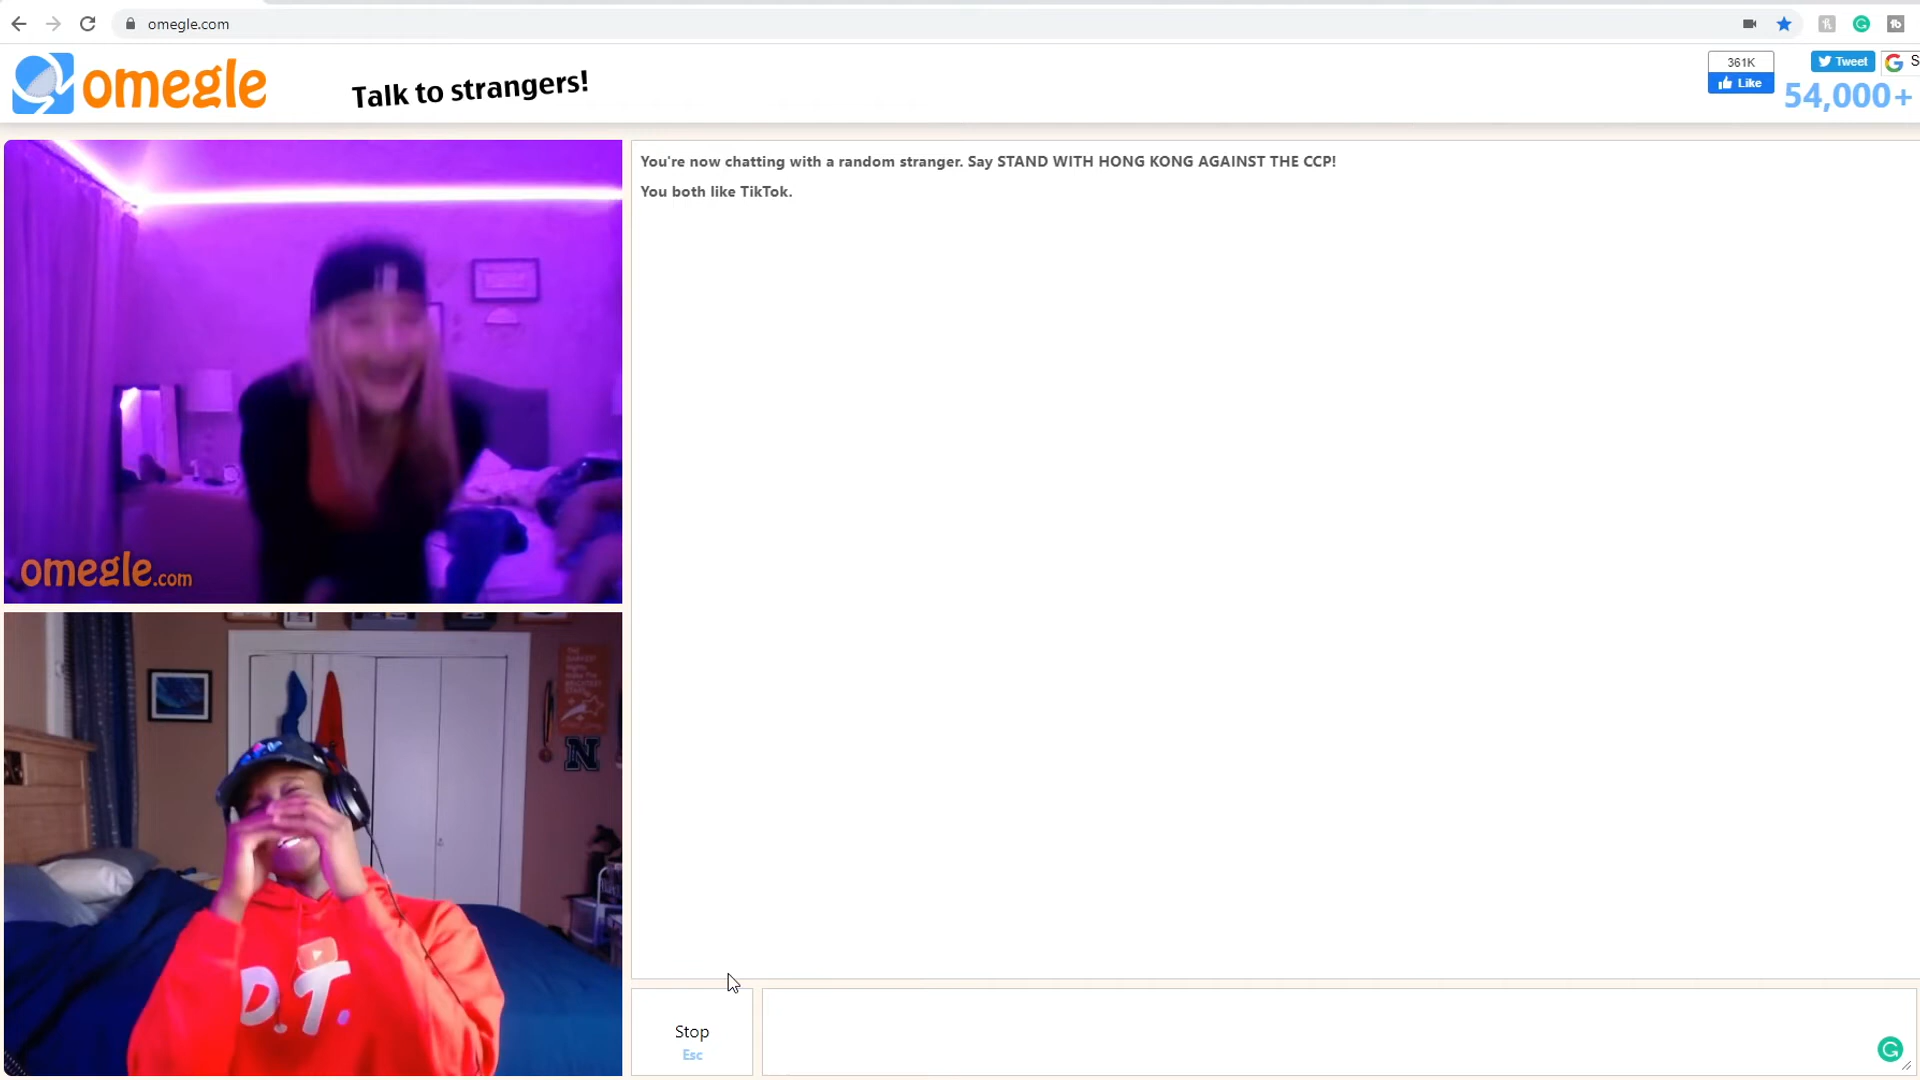 omegle.com
omegle
Talk to strangers!
361K
Like
Tweet
S
54,000+
You're now chatting with a random stranger. Say STAND WITH HONG KONG AGAINST THE CCP!
You both like TikTok.
omegle.com
N
D.T.
Stop
Esc